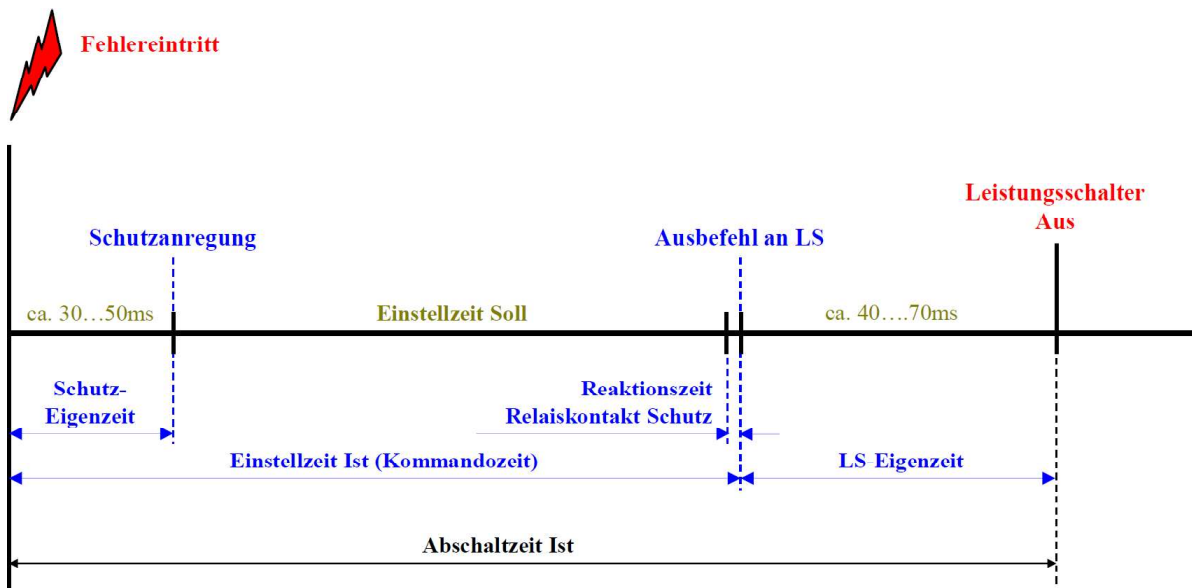 Fehlereintritt
Leistungsschalter
Aus
Schutzanregung
Ausbefehl an LS
ca. 30…50ms
Einstellzeit Soll
ca. 40….70ms
Schutz-
Eigenzeit
Reaktionszeit
Relaiskontakt Schutz
Einstellzeit Ist (Kommandozeit)
LS-Eigenzeit
Abschaltzeit Ist